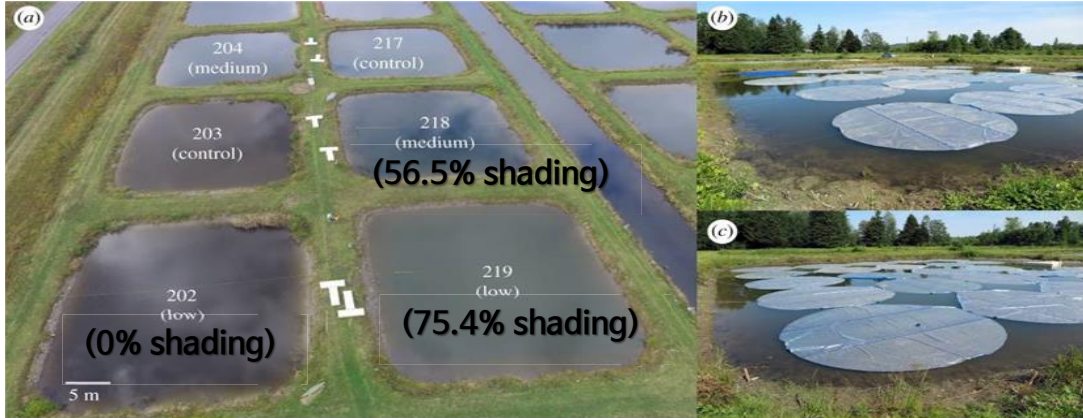 (a)
204
(medium)
217
(control)
203
(control)
218
(medium)
(56.5% shading)
202
(low)
(0% shading)
219
(low)
(75.4% shading)
5 m
(b)
(c)